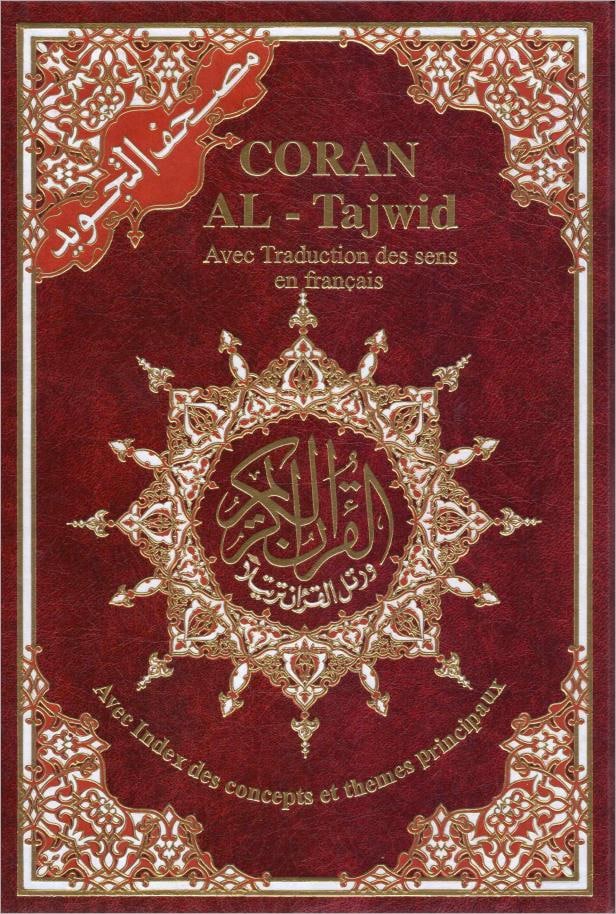 مصحف التجويد
CORAN
AL - Tajwid
Avec Traduction des sens
en français
القرآن الكريم
ورتل القرآن ترتيلا
Avec Index des concepts et themes principaux